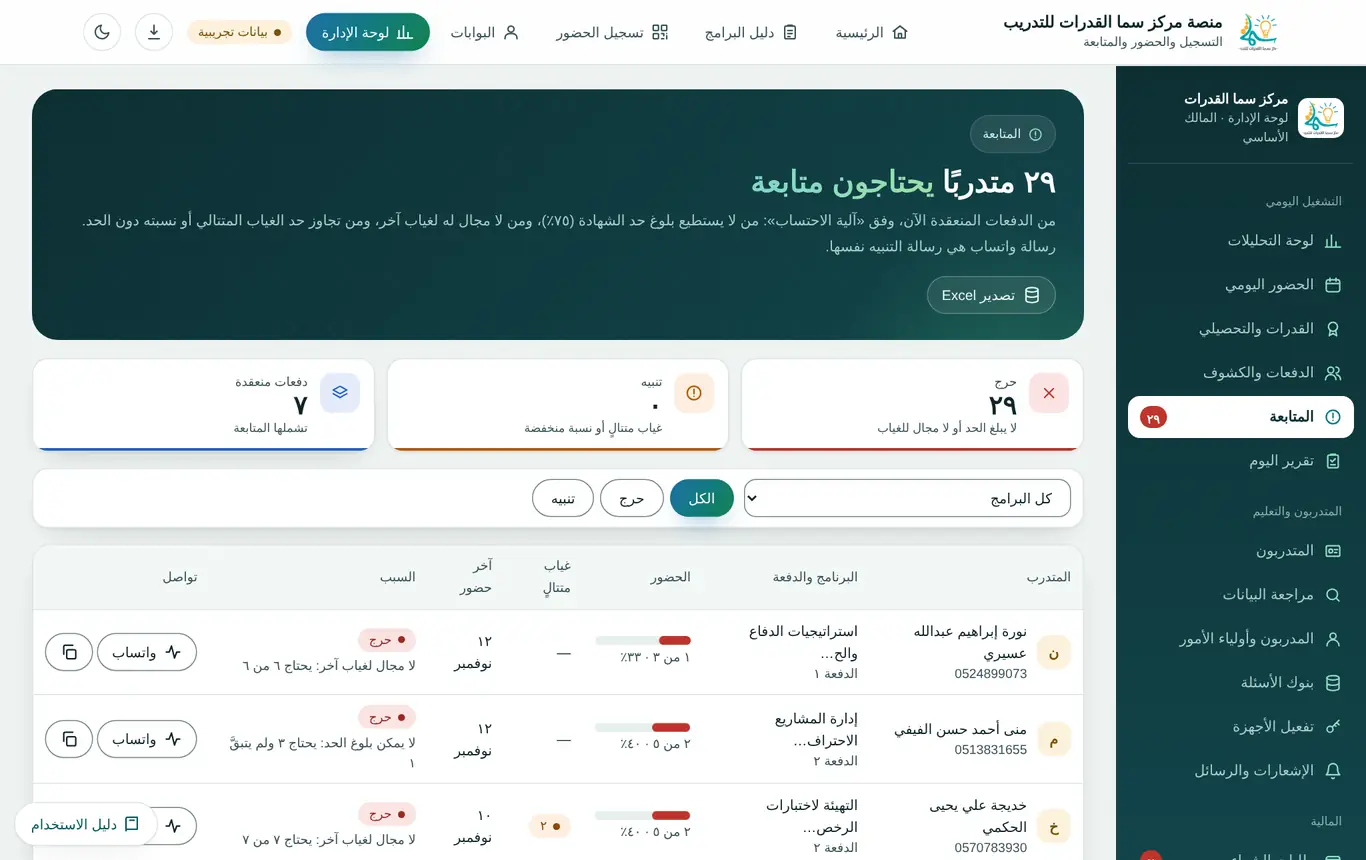 منصة مركز سما القدرات للتدريب
التسجيل والحضور والمتابعة
الرئيسية
دليل البرامج
تسجيل الحضور
البوابات
لوحة الإدارة
بيانات تجريبية
مركز سما القدرات
لوحة الإدارة · المالك
الأساسي
التشغيل اليومي
لوحة التحليلات
الحضور اليومي
القدرات والتحصيلي
الدفعات والكشوف
المتابعة
٢٩
تقرير اليوم
المتدربون والتعليم
المتدربون
مراجعة البيانات
المدربون وأولياء الأمور
بنوك الأسئلة
تفعيل الأجهزة
الإشعارات والرسائل
المالية
المتابعة
٢٩ متدربًا يحتاجون متابعة
من الدفعات المنعقدة الآن، وفق «آلية الاحتساب»: من لا يستطيع بلوغ حد الشهادة (٧٥٪)، ومن لا مجال له لغياب آخر، ومن تجاوز حد الغياب المتتالي أو نسبته دون الحد.
رسالة واتساب هي رسالة التنبيه نفسها.
تصدير Excel
حرج
٢٩
لا يبلغ الحد أو لا مجال للغياب
تنبيه
٠
غياب متتالٍ أو نسبة منخفضة
دفعات منعقدة
٧
تشملها المتابعة
كل البرامج
الكل
حرج
تنبيه
المتدرب
البرنامج والدفعة
الحضور
غياب
متتالٍ
آخر
حضور
السبب
تواصل
ن
نورة إبراهيم عبدالله
عسيري
0524899073
استراتيجيات الدفاع
والح...
الدفعة ١
١ من ٣ · ٣٣٪
—
١٢
نوفمبر
حرج
لا مجال لغياب آخر: يحتاج ٦ من ٦
واتساب
م
منى أحمد حسن الفيفي
0513831655
إدارة المشاريع
الاحتراف...
الدفعة ٢
٢ من ٥ · ٤٠٪
—
١٢
نوفمبر
حرج
لا يمكن بلوغ الحد: يحتاج ٣ ولم يتبقَّ
١
واتساب
خ
خديجة علي يحيى
الحكمي
0570783930
التهيئة لاختبارات
الرخص...
الدفعة ٢
٢ من ٥ · ٤٠٪
٢
١٠
نوفمبر
حرج
لا مجال لغياب آخر: يحتاج ٧ من ٧
دليل الاستخدام